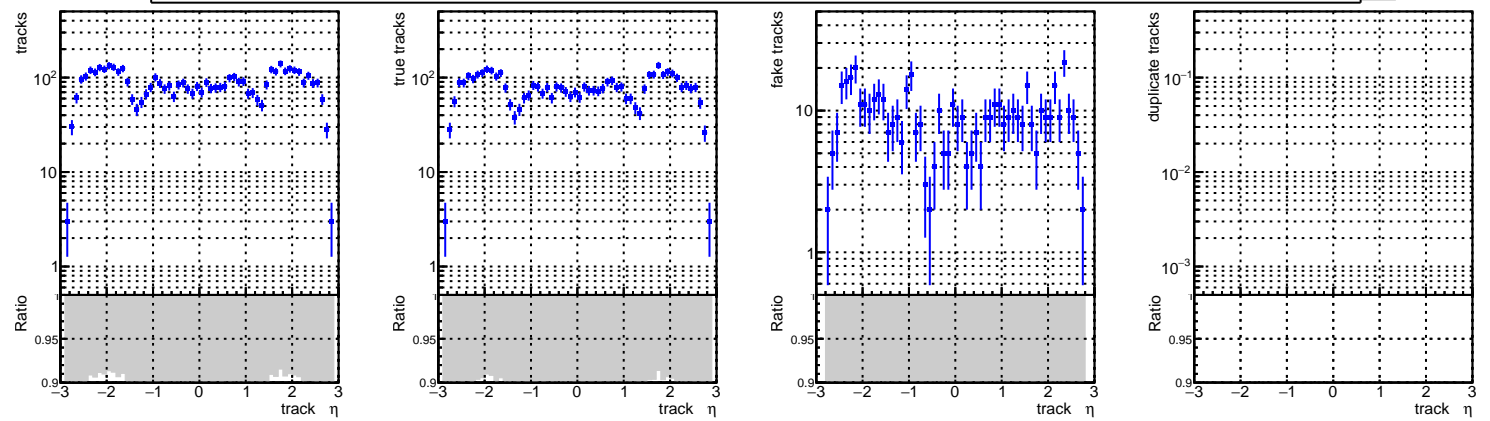 tracks
10²
10
1
Ratio
1
0.95
0.9
−3 −2 −1 0 1 2 3
track η
true tracks
10²
10
1
Ratio
1
0.95
0.9
−3 −2 −1 0 1 2 3
track η
fake tracks
10
1
Ratio
1
0.95
0.9
−3 −2 −1 0 1 2 3
track η
duplicate tracks
10⁻¹
10⁻²
10⁻³
Ratio
1
0.95
0.9
−3 −2 −1 0 1 2 3
track η